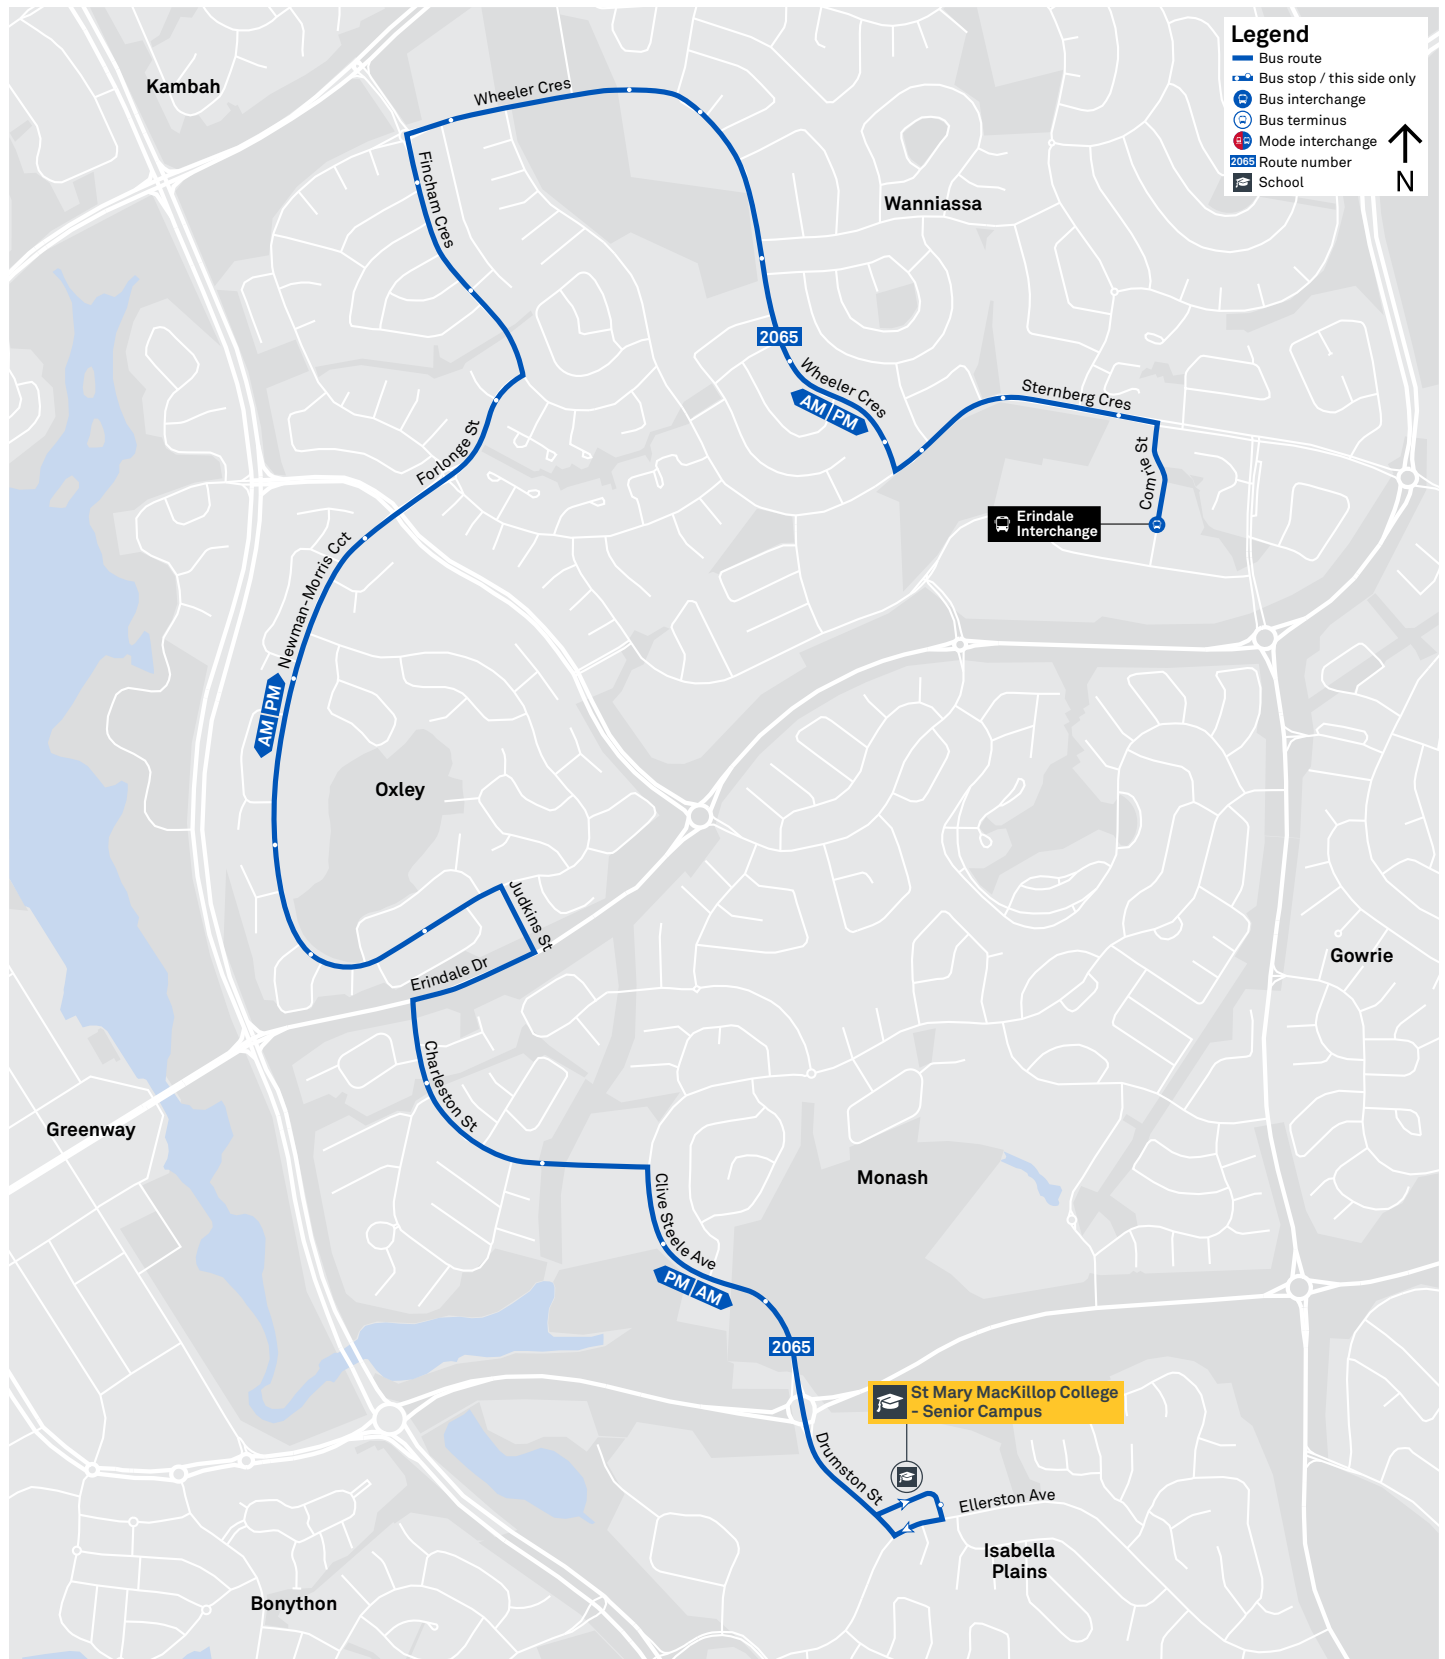 Legend
Bus route
Bus stop / this side only
Bus interchange
Bus terminus
Mode interchange
2065 Route number
School
N
Kambah
Wheeler Cres
Fincham Cres
Wanniassa
2065
Wheeler Cres
AM | PM
Sternberg Cres
Comrie St
Erindale
Interchange
Forlonge St
Newman-Morris Cct
AM | PM
Oxley
Judkins St
Erindale Dr
Gowrie
Charleston St
Greenway
Monash
Clive Steele Ave
PM | AM
2065
St Mary MacKillop College
- Senior Campus
Drumston St
Ellerston Ave
Isabella
Plains
Bonython